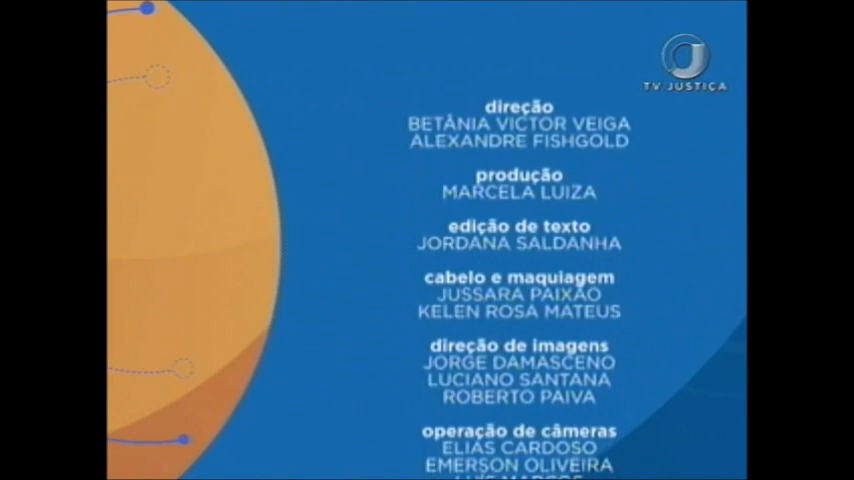 TV JUSTIÇA
direção
BETÂNIA VICTOR VEIGA
ALEXANDRE FISHGOLD
produção
MARCELA LUIZA
edição de texto
JORDANA SALDANHA
cabelo e maquiagem
JUSSARA PAIXÃO
KELEN ROSA MATEUS
direção de imagens
JORGE DAMASCENO
LUCIANO SANTANA
ROBERTO PAIVA
operação de câmeras
ELIAS CARDOSO
EMERSON OLIVEIRA
LUÍS MARCOS